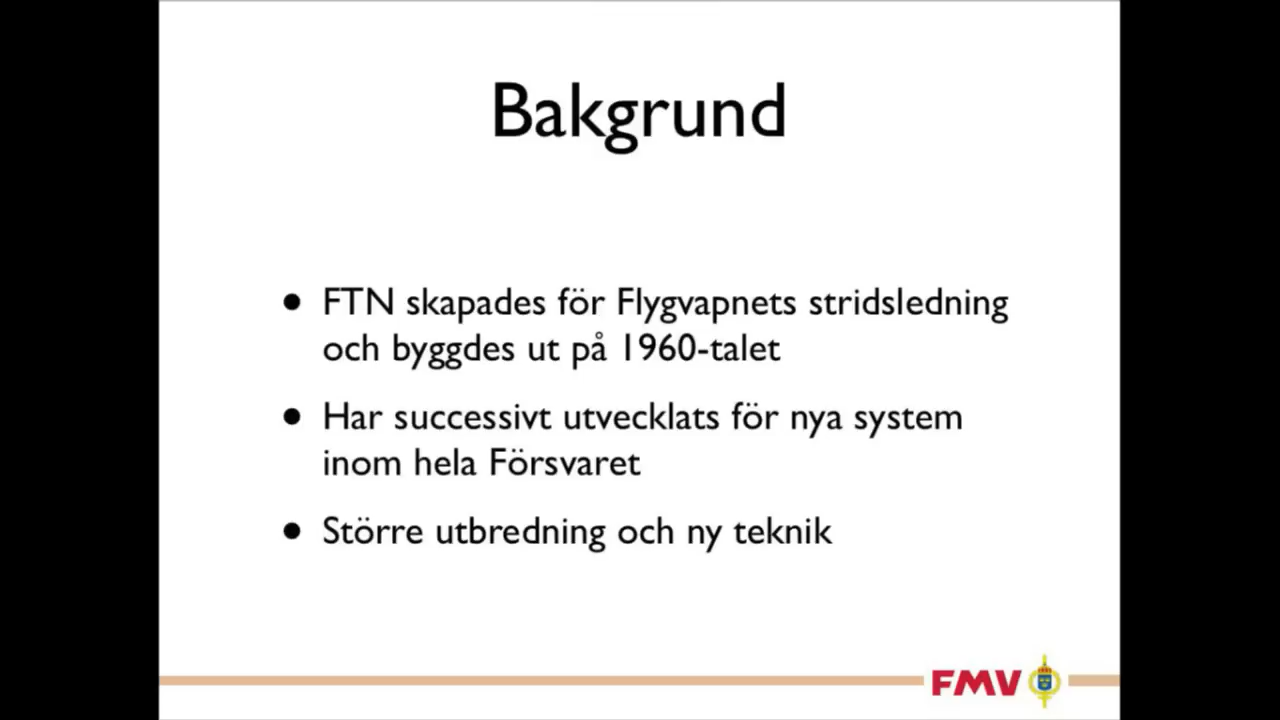 Bakgrund
• FTN skapades för Flygvapnets stridsledning
och byggdes ut på 1960-talet
• Har successivt utvecklats för nya system
inom hela Försvaret
• Större utbredning och ny teknik
FMV